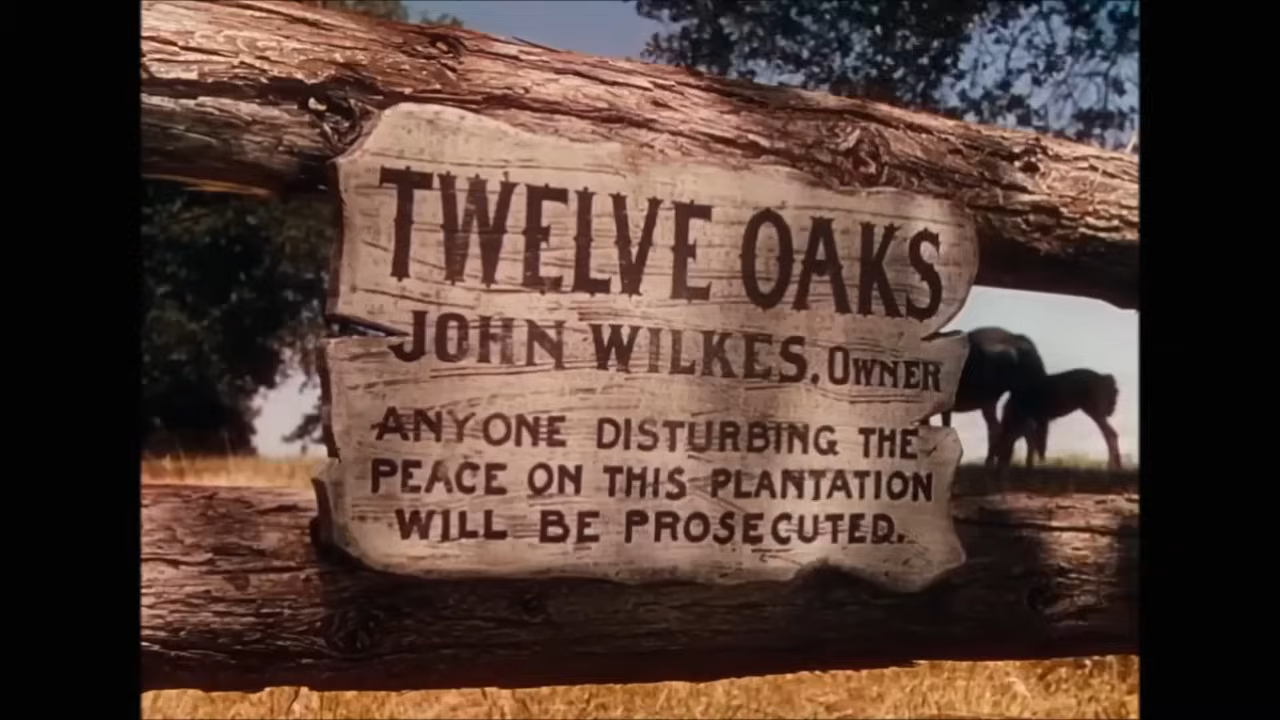 TWELVE OAKS
JOHN WILKES, OWNER
ANYONE DISTURBING THE
PEACE ON THIS PLANTATION
WILL BE PROSECUTED.